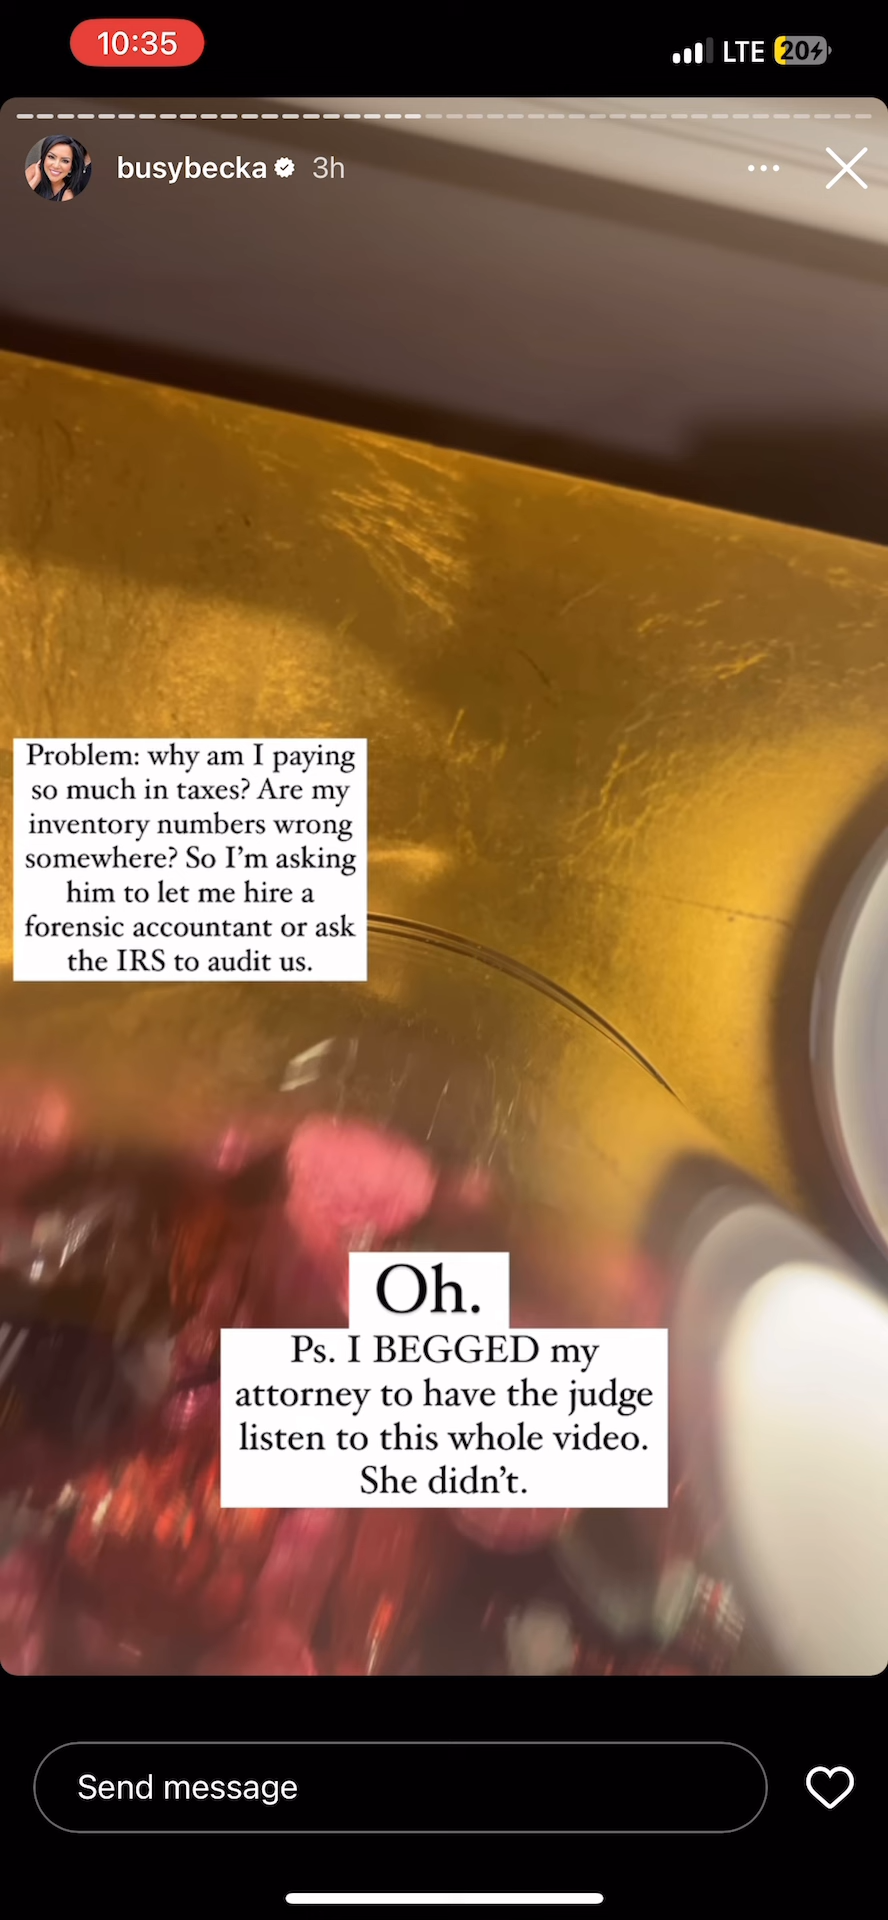 10:35
LTE
20
busybecka
3h
Problem: why am I paying
so much in taxes? Are my
inventory numbers wrong
somewhere? So I'm asking
him to let me hire a
forensic accountant or ask
the IRS to audit us.
Oh.
Ps. I BEGGED my
attorney to have the judge
listen to this whole video.
She didn't.
Send message